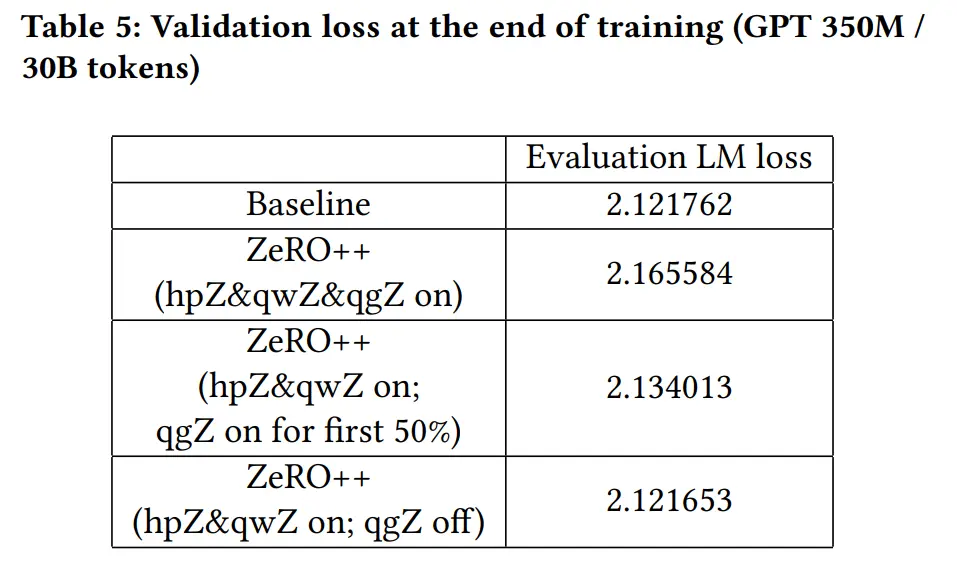 Table 5: Validation loss at the end of training (GPT 350M /
30B tokens)
Evaluation LM loss
Baseline 2.121762
ZeRO++
(hpZ&qwZ&qgZ on) 2.165584
ZeRO++
(hpZ&qwZ on;
qgZ on for first 50%) 2.134013
ZeRO++
(hpZ&qwZ on; qgZ off) 2.121653